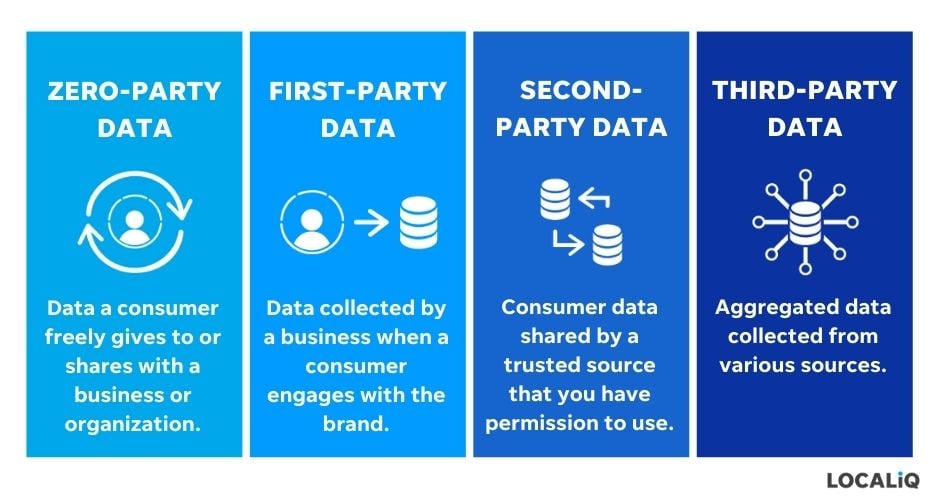 ZERO-PARTY
DATA
Data a consumer
freely gives to or
shares with a
business or
organization.
FIRST-PARTY
DATA
Data collected by
a business when a
consumer
engages with the
brand.
SECOND-
PARTY DATA
Consumer data
shared by a
trusted source
that you have
permission to use.
THIRD-PARTY
DATA
Aggregated data
collected from
various sources.
LOCALiQ